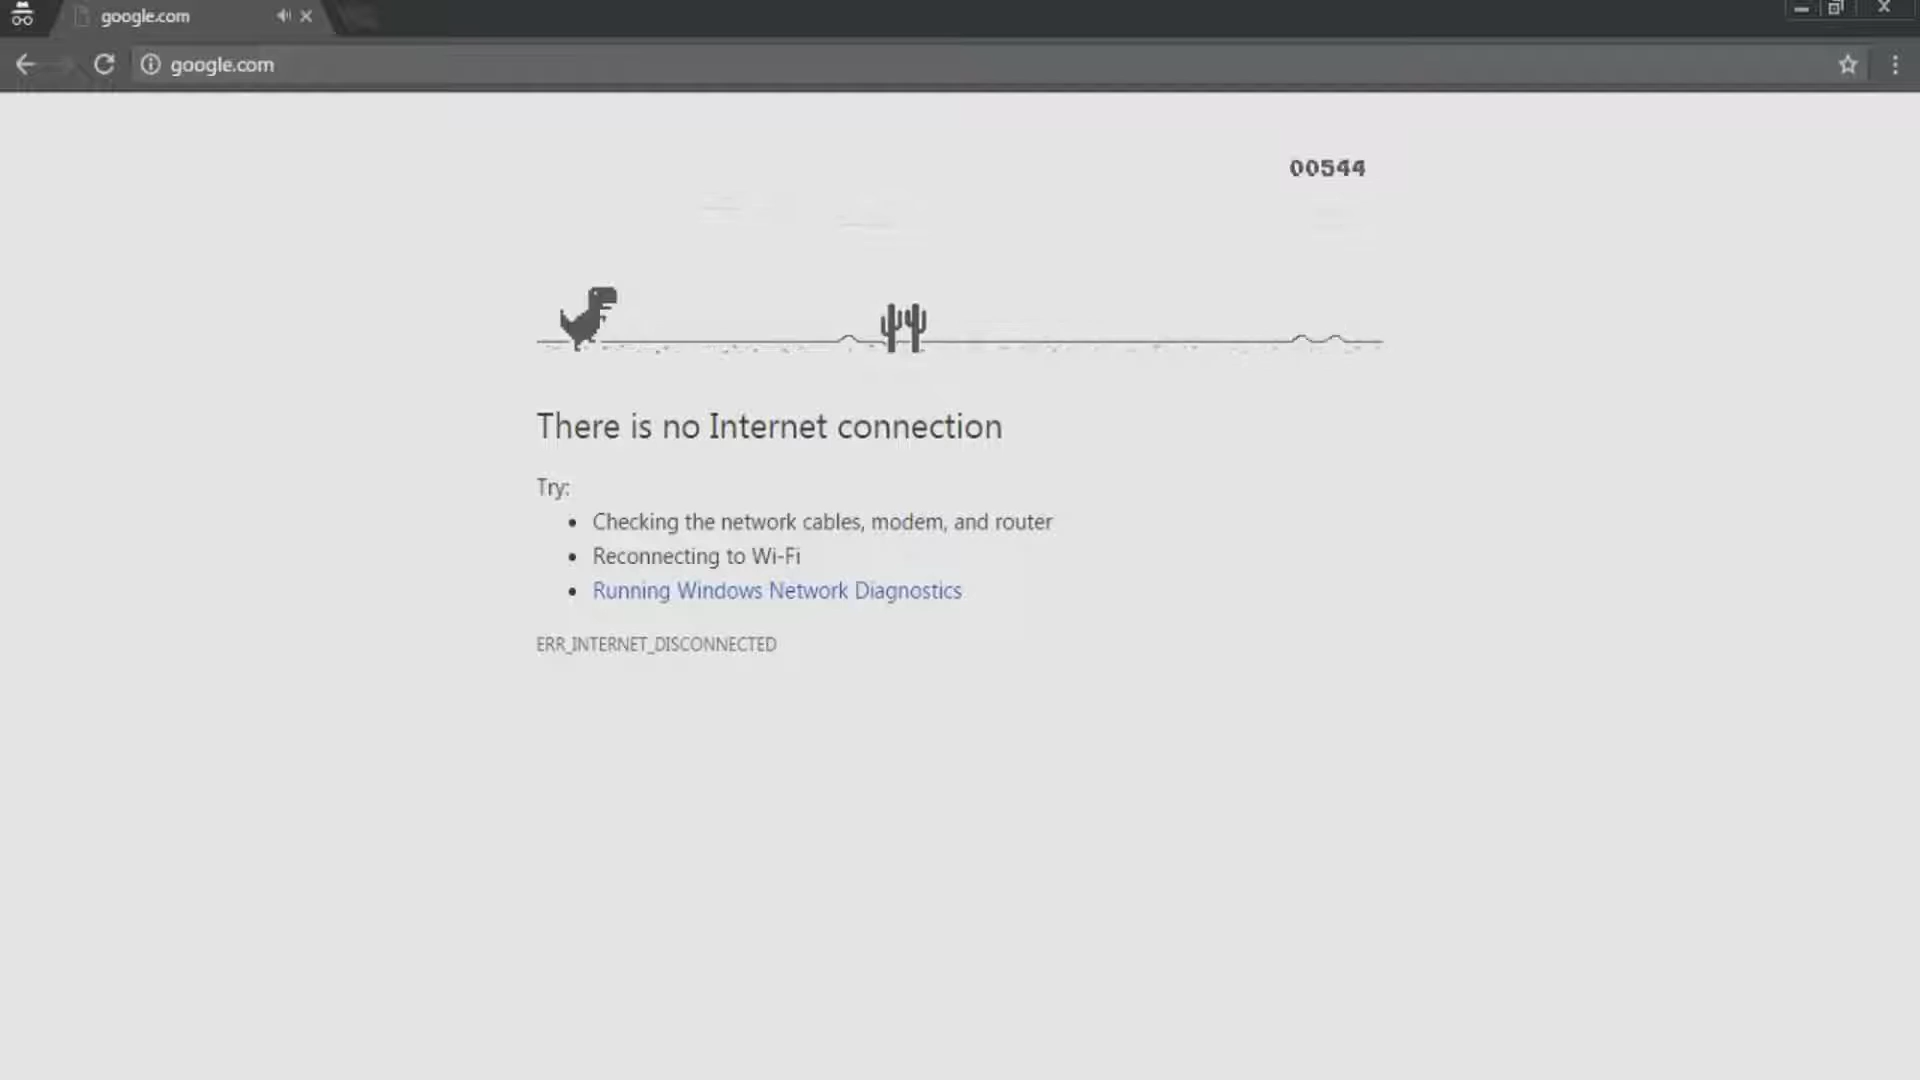 google.com
google.com
00544
There is no Internet connection
Try:
Checking the network cables, modem, and router
Reconnecting to Wi-Fi
Running Windows Network Diagnostics
ERR_INTERNET_DISCONNECTED